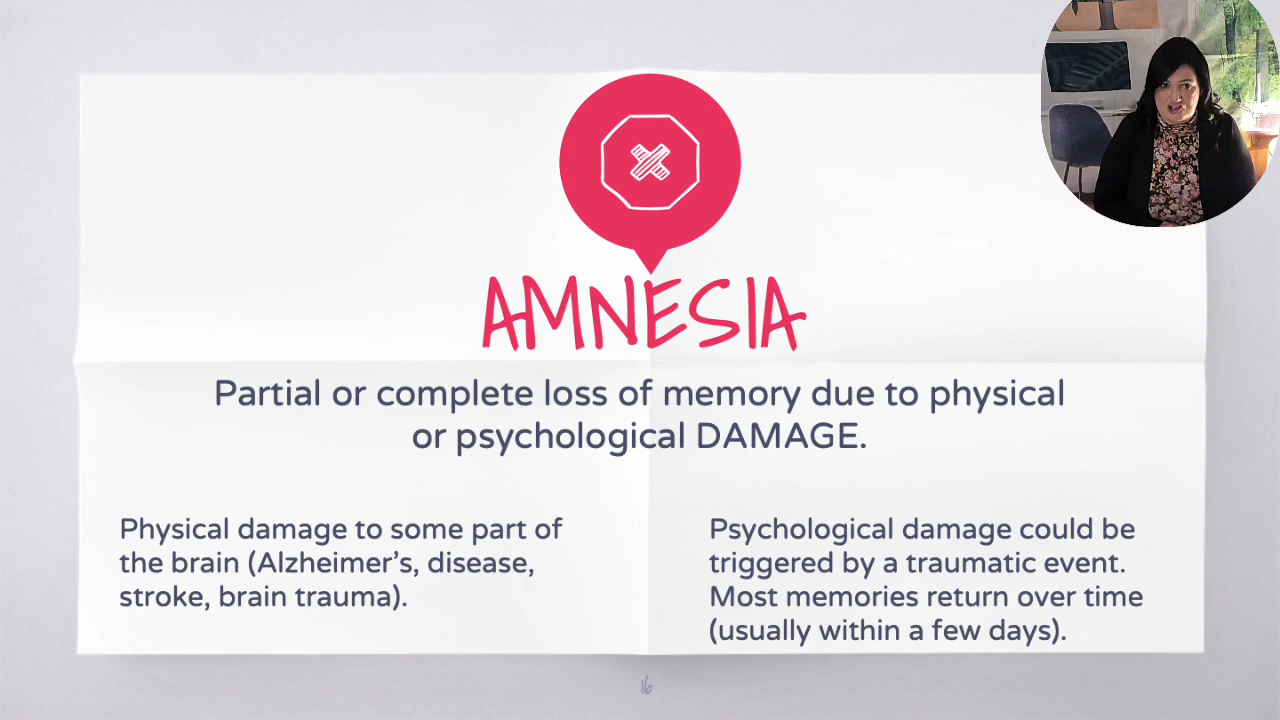 AMNESIA
Partial or complete loss of memory due to physical
or psychological DAMAGE.
Physical damage to some part of
the brain (Alzheimer's, disease,
stroke, brain trauma).
Psychological damage could be
triggered by a traumatic event.
Most memories return over time
(usually within a few days).
16